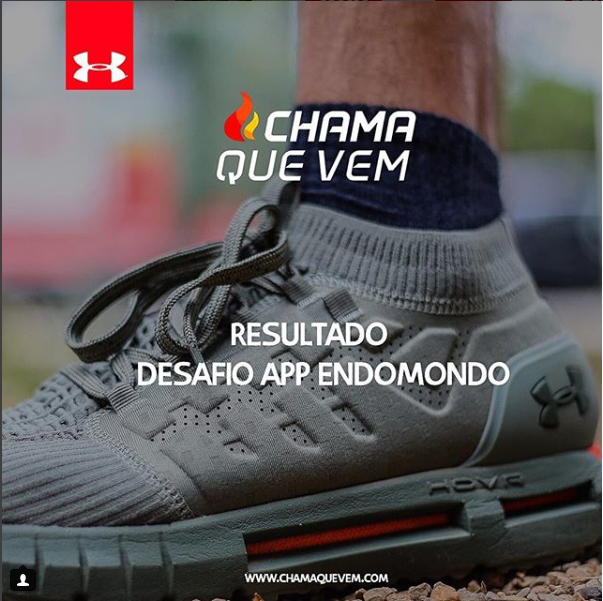 CHAMA
QUE VEM
RESULTADO
DESAFIO APP ENDOMONDO
HOVR
WWW.CHAMAQUEVEM.COM